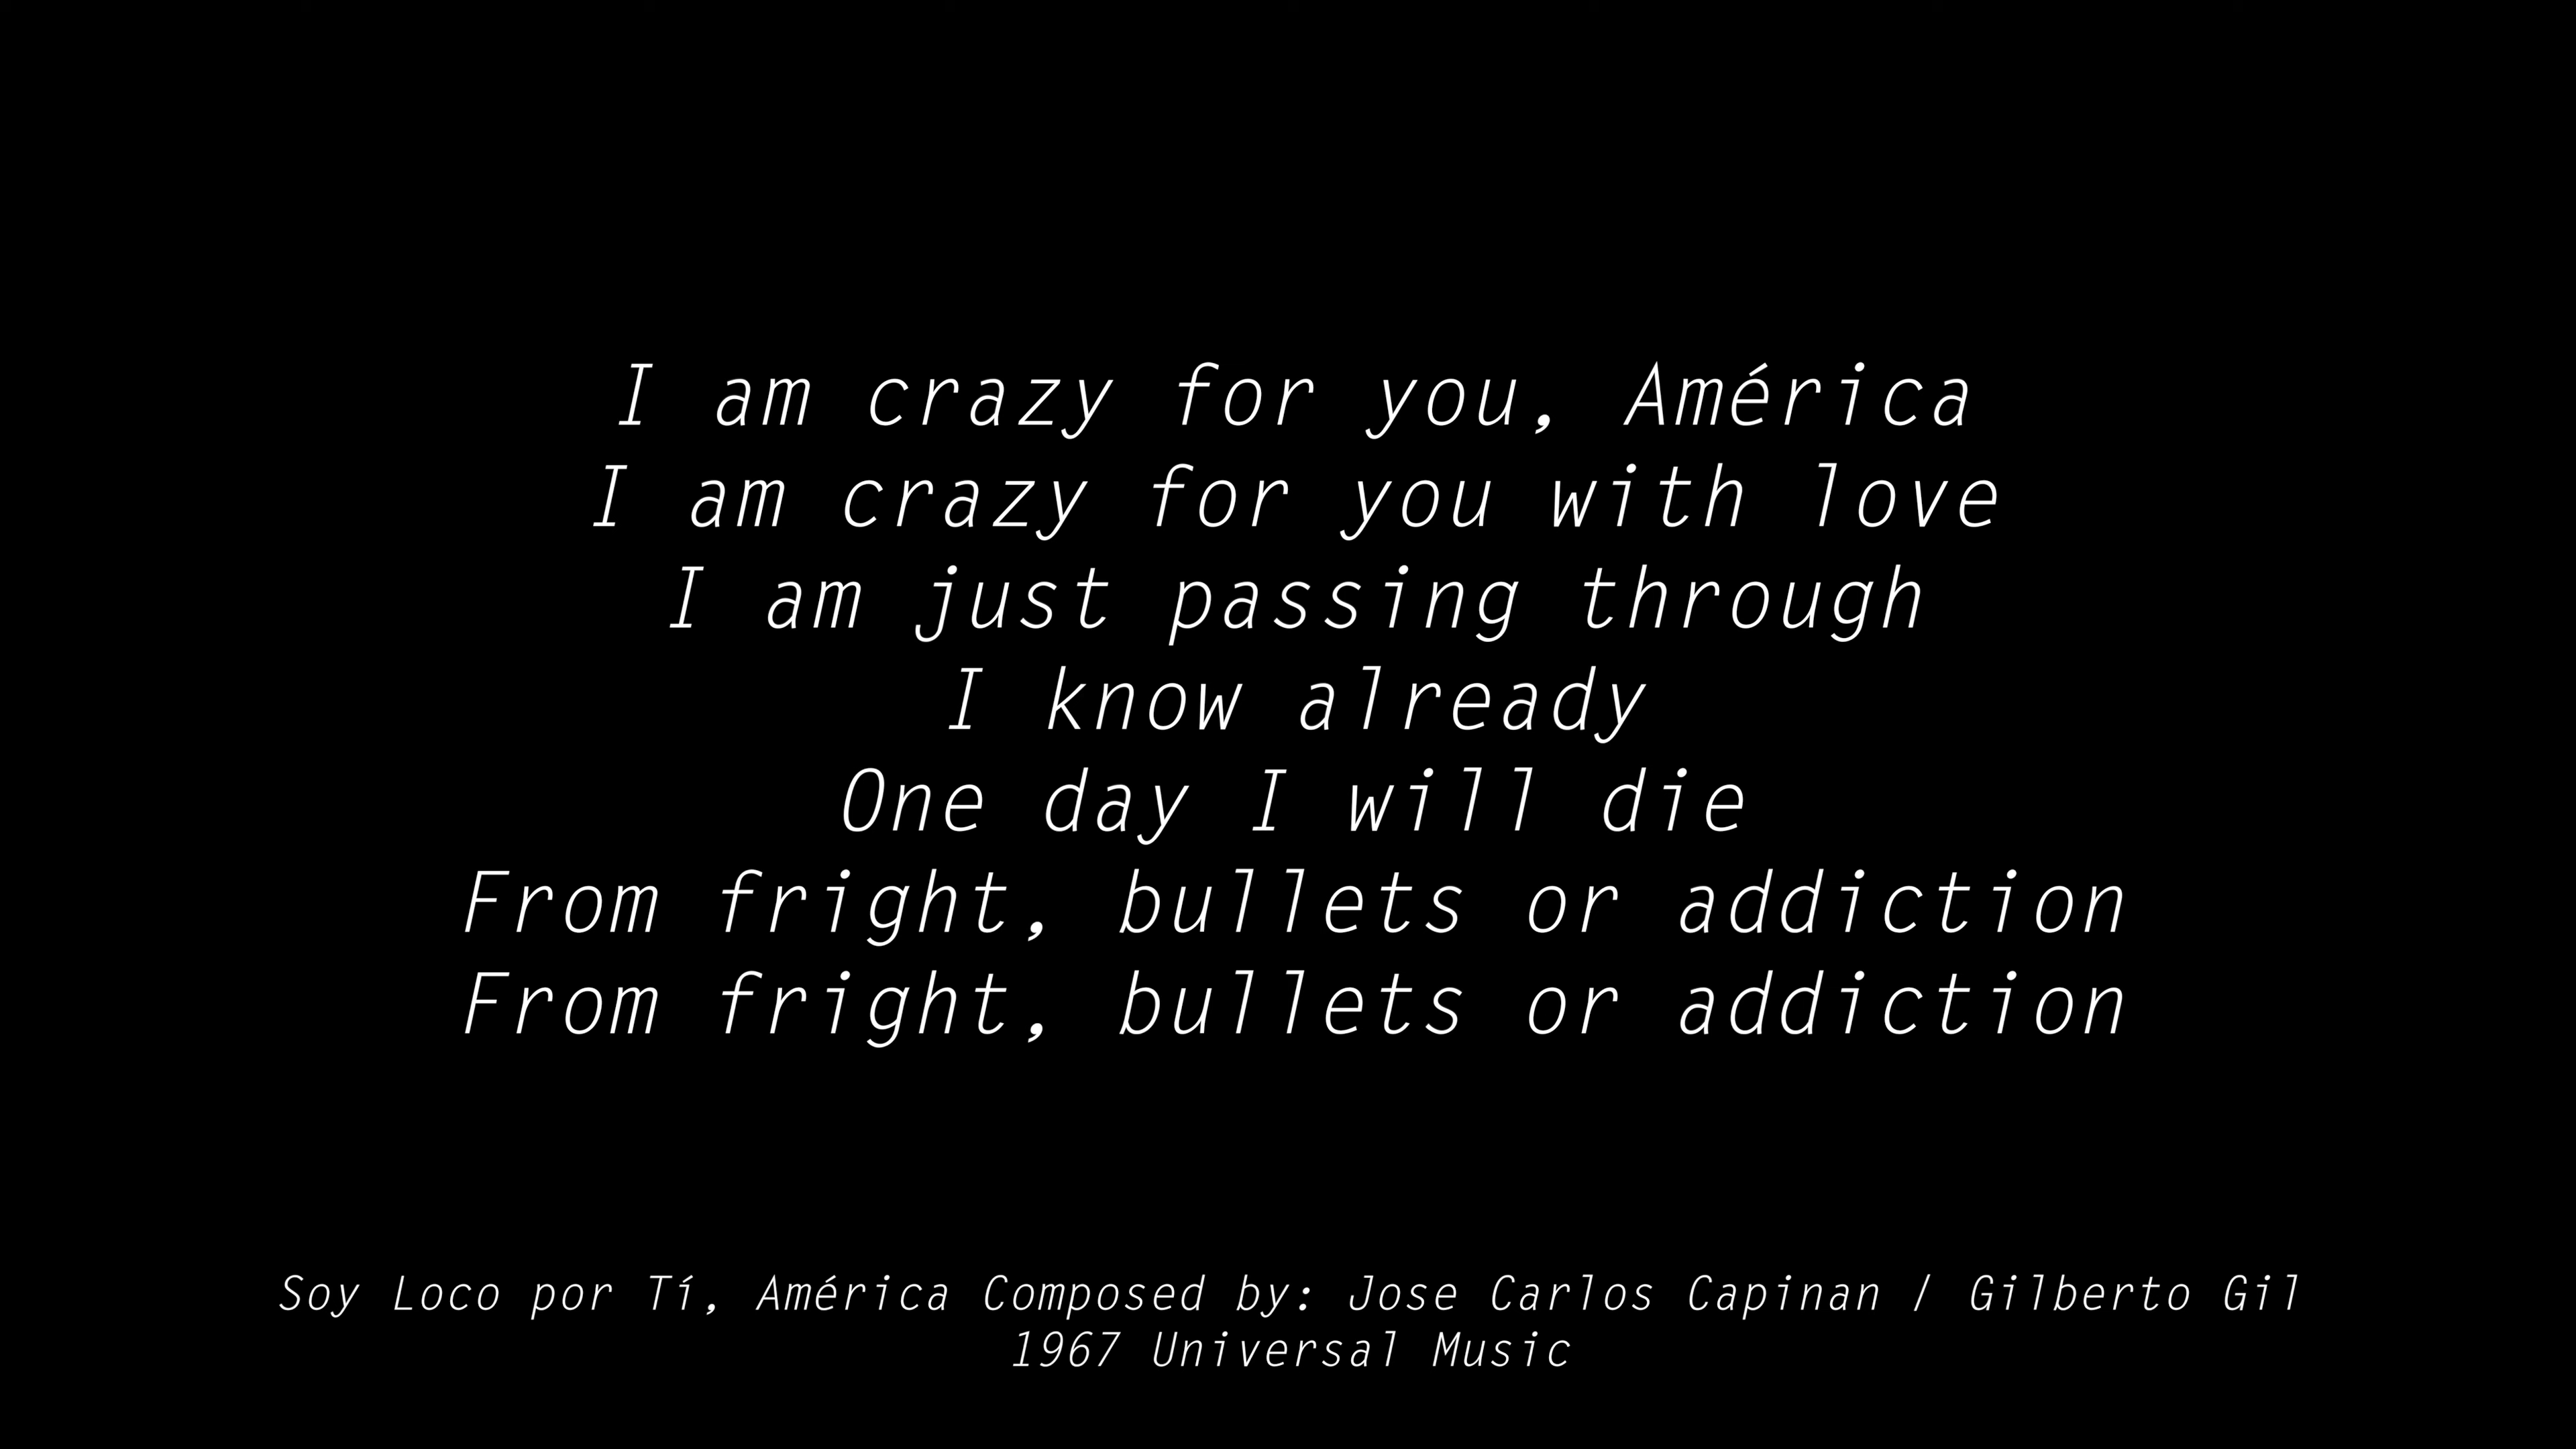 I am crazy for you, América
I am crazy for you with love
I am just passing through
I know already
One day I will die
From fright, bullets or addiction
From fright, bullets or addiction
Soy Loco por Tí, América Composed by: Jose Carlos Capinan / Gilberto Gil
1967 Universal Music